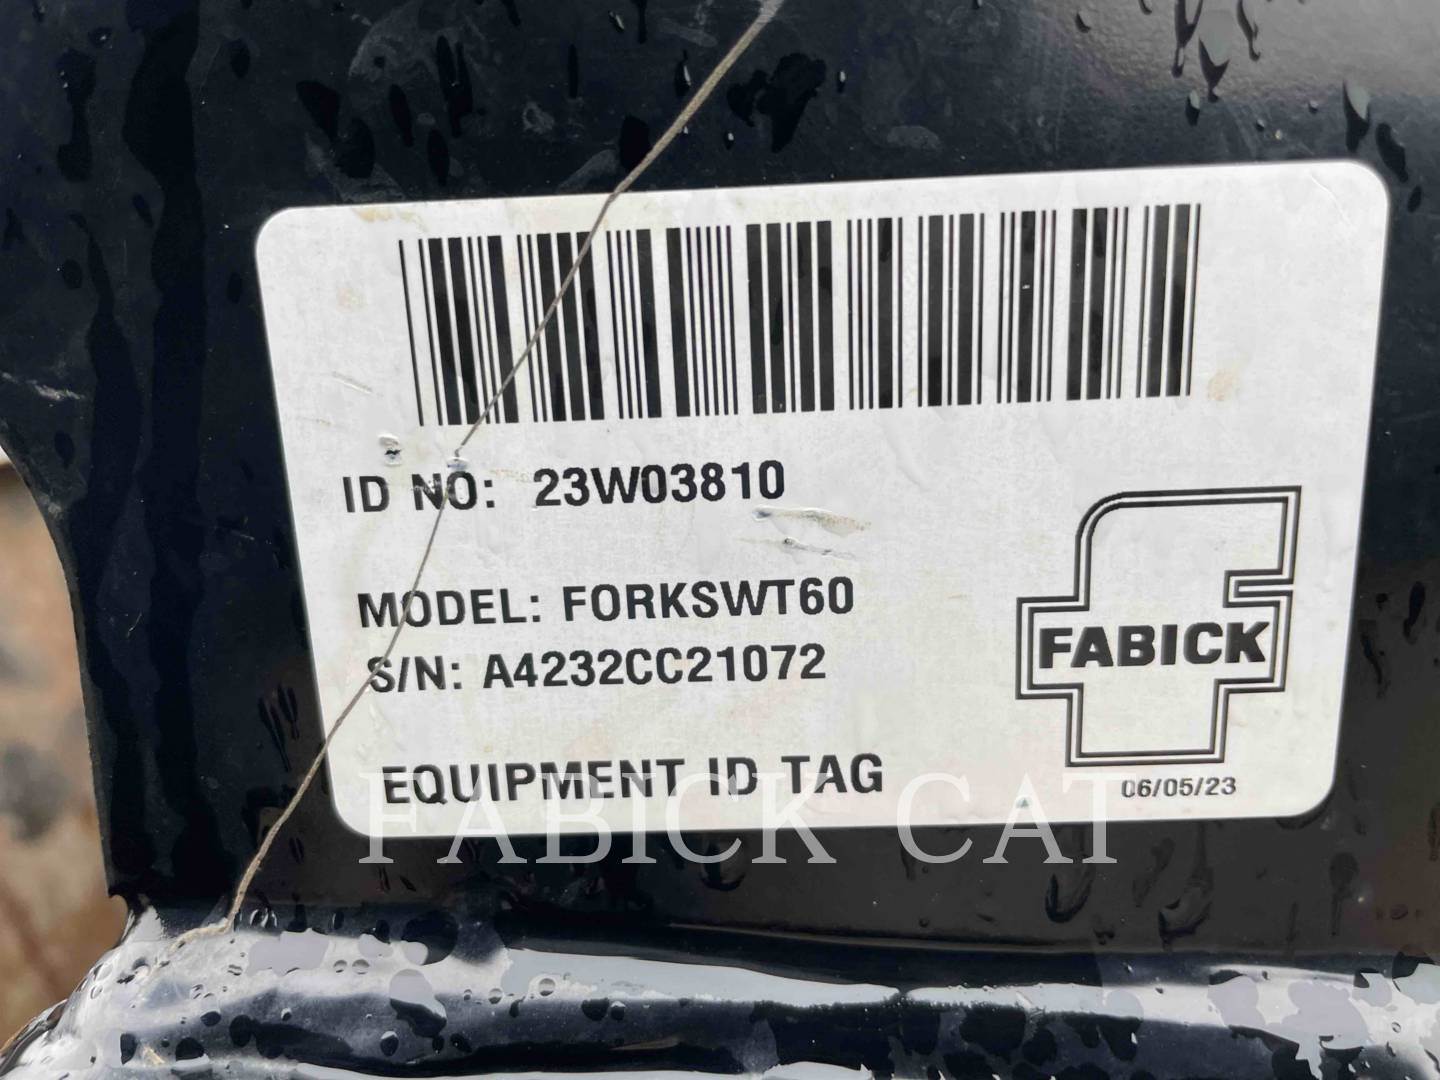 ID NO: 23W03810
MODEL: FORKSWT60
S/N: A4232CC21072
FABICK
EQUIPMENT ID TAG
06/05/23
FABICK CAT